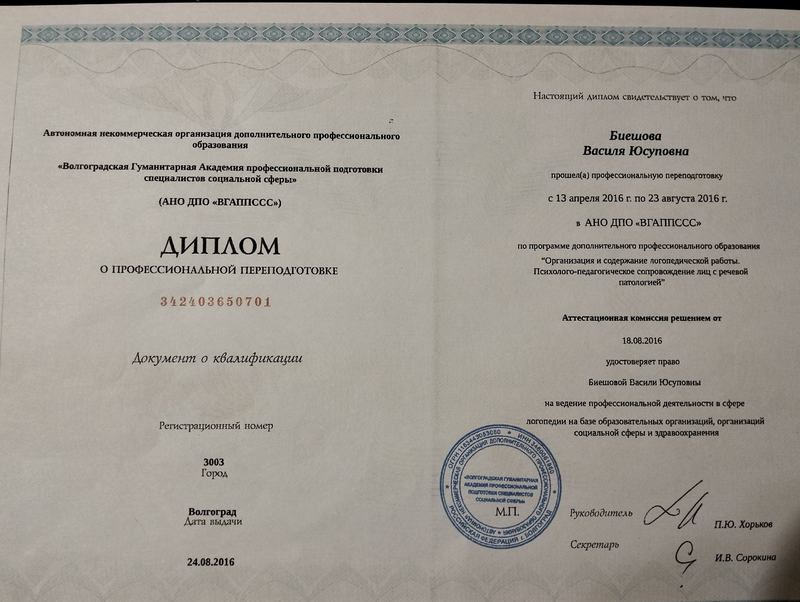 Автономная некоммерческая организация дополнительного профессионального
образования
«Волгоградская Гуманитарная Академия профессиональной подготовки
специалистов социальной сферы»
(АНО ДПО «ВГАППССС»)
ДИПЛОМ
О ПРОФЕССИОНАЛЬНОЙ ПЕРЕПОДГОТОВКЕ
342403650701
Документ о квалификации
Регистрационный номер
3003
Город
Волгоград
Дата выдачи
24.08.2016
Настоящий диплом свидетельствует о том, что
Биешова
Василя Юсуповна
прошел(а) профессиональную переподготовку
с 13 апреля 2016 г. по 23 августа 2016 г.
в АНО ДПО «ВГАППССС»
по программе дополнительного профессионального образования
"Организация и содержание логопедической работы.
Психолого-педагогическое сопровождение лиц с речевой
патологией"
Аттестационная комиссия решением от
18.08.2016
удостоверяет право
Биешовой Васили Юсуповны
на ведение профессиональной деятельности в сфере
логопедии на базе образовательных организаций, организаций
социальной сферы и здравоохранения
«ВОЛГОГРАДСКАЯ ГУМАНИТАРНАЯ
АКАДЕМИЯ ПРОФЕССИОНАЛЬНОЙ
ПОДГОТОВКИ СПЕЦИАЛИСТОВ
СОЦИАЛЬНОЙ СФЕРЫ»
М.П.
РОССИЙСКАЯ ФЕДЕРАЦИЯ г. ВОЛГОГРАД
Руководитель
П.Ю. Хорьков
Секретарь
И.В. Сорокина